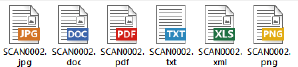 JPG DOC PDF TXT XLS PNG
SCAN0002. SCAN0002. SCAN0002. SCAN0002. SCAN0002. SCAN0002.
jpg doc pdf txt xml png